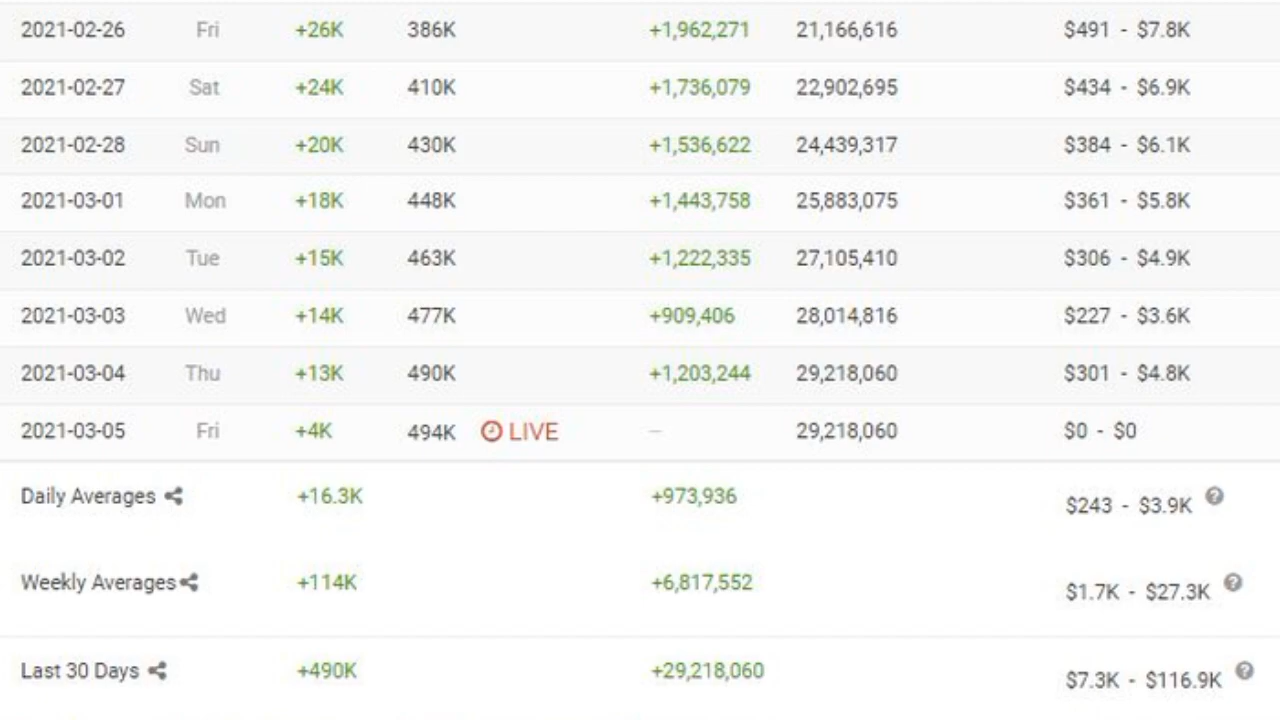 2021-02-26 Fri +26K 386K +1,962,271 21,166,616 $491 - $7.8K
2021-02-27 Sat +24K 410K +1,736,079 22,902,695 $434 - $6.9K
2021-02-28 Sun +20K 430K +1,536,622 24,439,317 $384 - $6.1K
2021-03-01 Mon +18K 448K +1,443,758 25,883,075 $361 - $5.8K
2021-03-02 Tue +15K 463K +1,222,335 27,105,410 $306 - $4.9K
2021-03-03 Wed +14K 477K +909,406 28,014,816 $227 - $3.6K
2021-03-04 Thu +13K 490K +1,203,244 29,218,060 $301 - $4.8K
2021-03-05 Fri +4K 494K LIVE – 29,218,060 $0 - $0
Daily Averages +16.3K +973,936 $243 - $3.9K
Weekly Averages +114K +6,817,552 $1.7K - $27.3K
Last 30 Days +490K +29,218,060 $7.3K - $116.9K